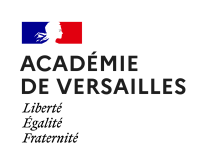 ACADÉMIE
DE VERSAILLES
Liberté
Égalité
Fraternité